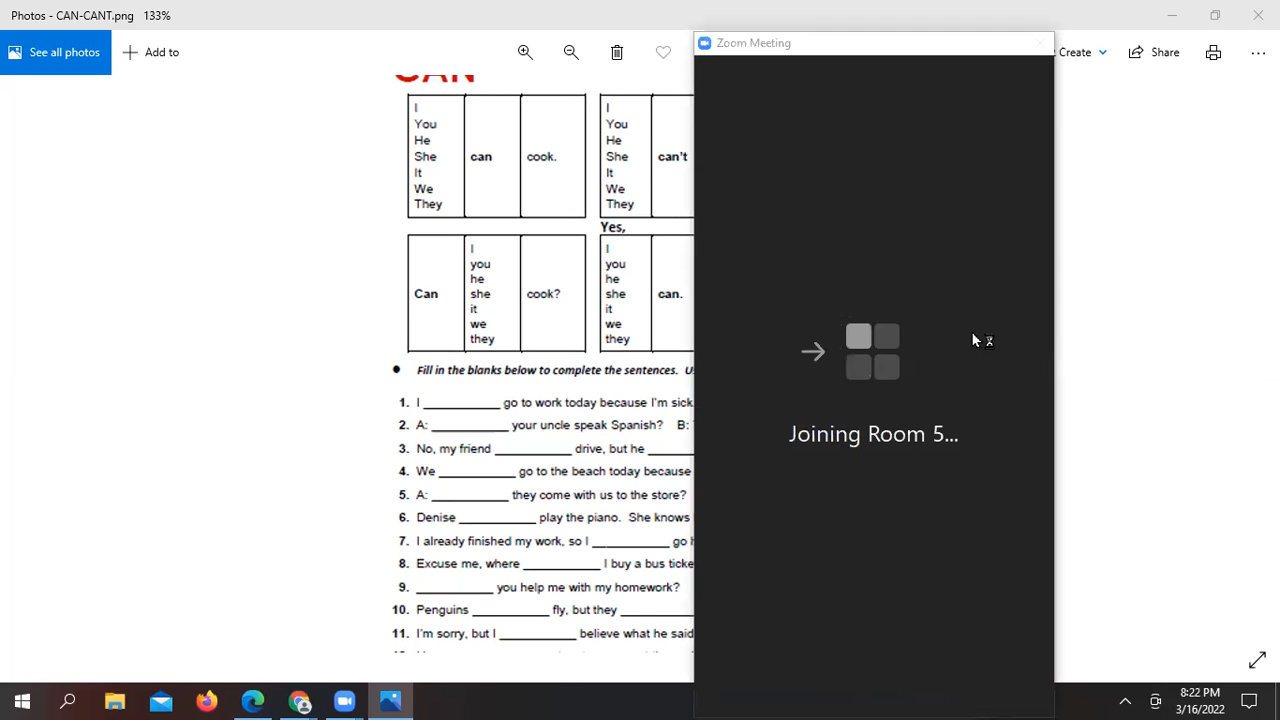 Photos - CAN-CANT.png 133%
See all photos
Add to
Create
Share
Zoom Meeting
CAN
I
You
He
She
It
We
They
can
cook.
I
You
He
She
It
We
They
can't
Yes,
Can
I
you
he
she
it
we
they
cook?
I
you
he
she
it
we
they
can.
Joining Room 5...
• Fill in the blanks below to complete the sentences.
1. I ___________ go to work today because I'm sick.
2. A: ___________ your uncle speak Spanish? B:
3. No, my friend ___________ drive, but he
4. We ___________ go to the beach today because
5. A: ___________ they come with us to the store?
6. Denise ___________ play the piano. She knows
7. I already finished my work, so I ___________ go
8. Excuse me, where ___________ I buy a bus
9. ___________ you help me with my homework?
10. Penguins ___________ fly, but they ___________
11. I'm sorry, but I ___________ believe what he said
8:22 PM
3/16/2022